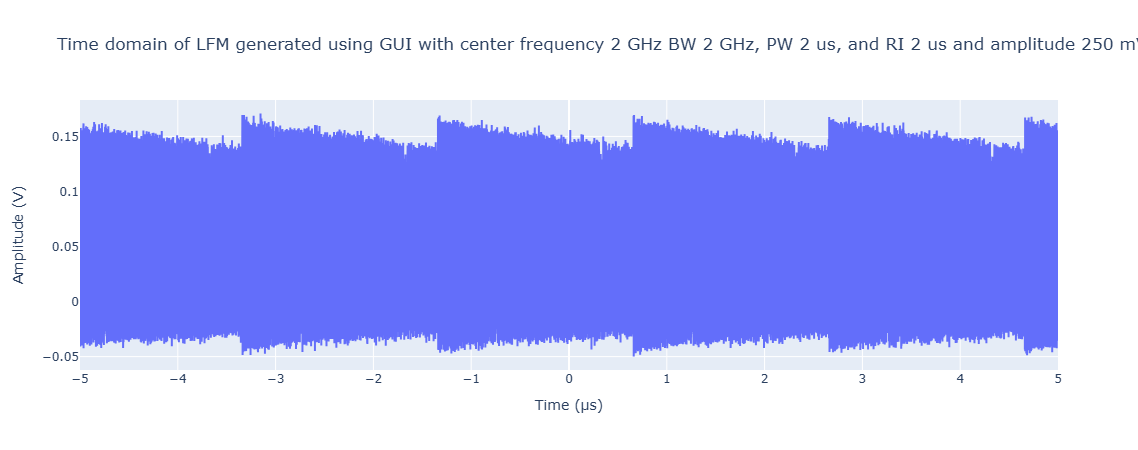 Time domain of LFM generated using GUI with center frequency 2 GHz BW 2 GHz, PW 2 us, and RI 2 us and amplitude 250 mV
0.15
0.1
0.05
0
−0.05
−5 −4 −3 −2 −1 0 1 2 3 4 5
Amplitude (V)
Time (μs)